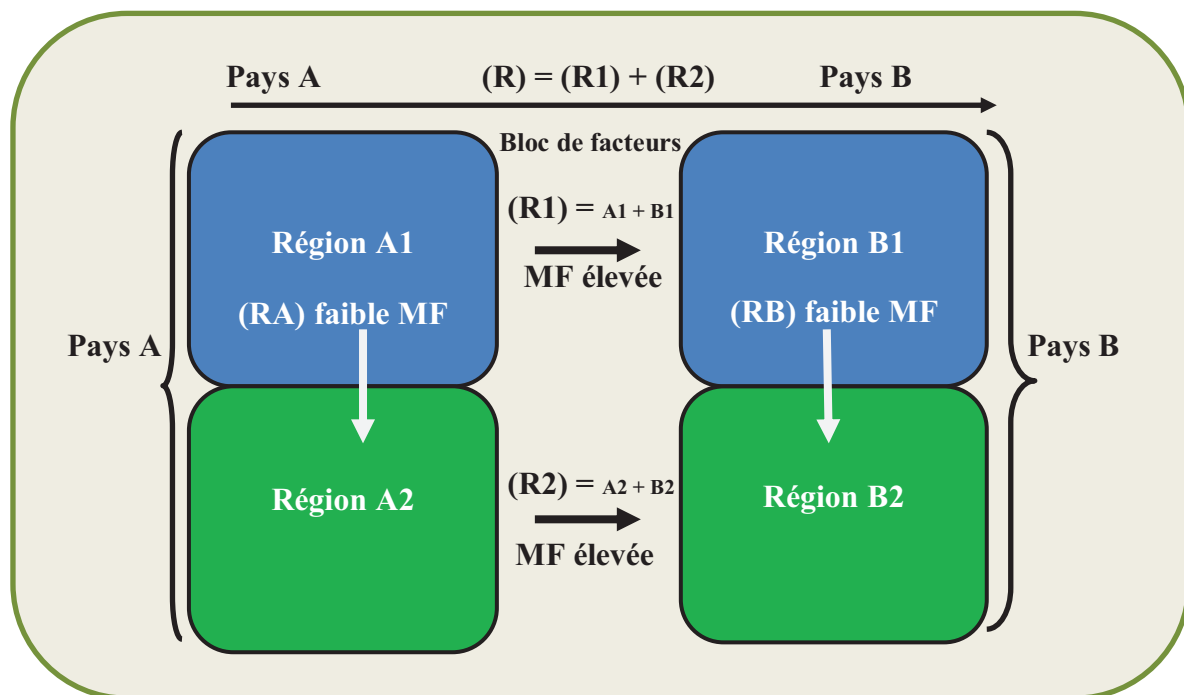 Pays A
(R) = (R1) + (R2)
Pays B
Bloc de facteurs
(R1) = A1 + B1
MF élevée
Région A1
(RA) faible MF
Région B1
(RB) faible MF
Pays A
Pays B
Région A2
(R2) = A2 + B2
MF élevée
Région B2